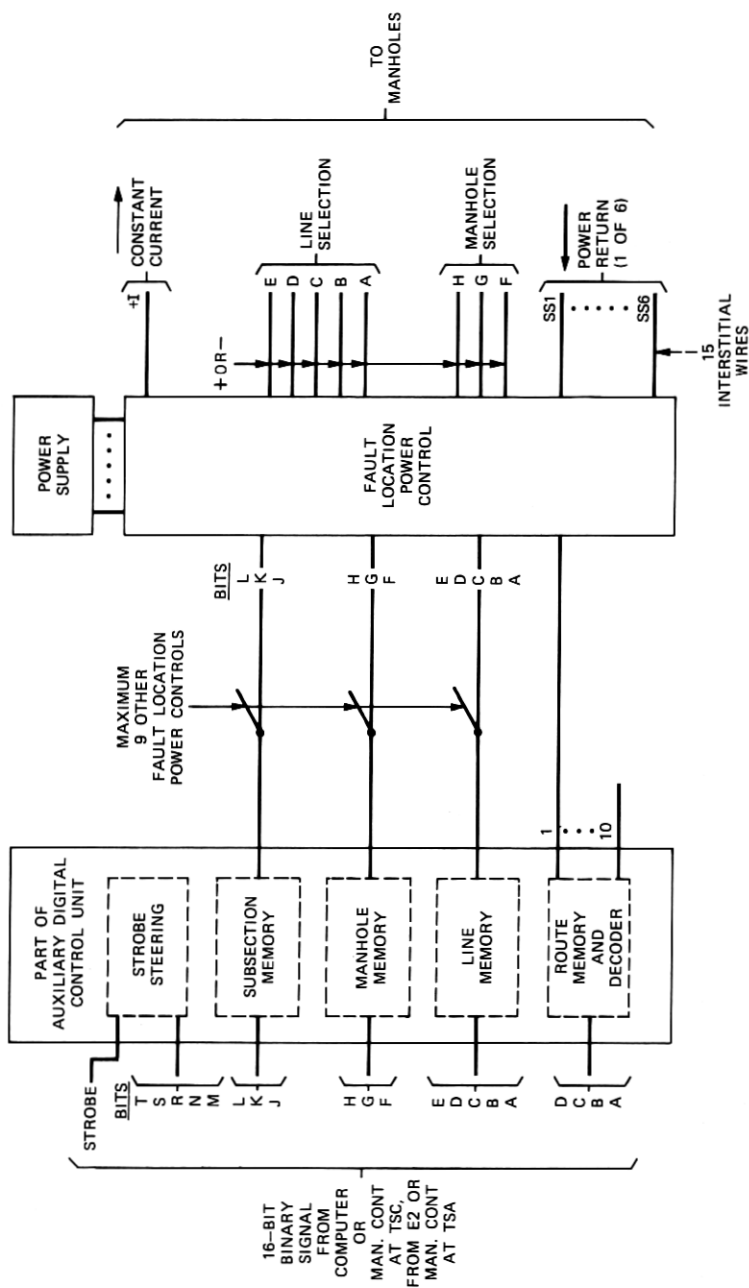 16-BIT
BINARY
SIGNAL
FROM
COMPUTER
OR
MAN. CONT
AT TSC,
FROM E2 OR
MAN. CONT
AT TSA
STROBE
BITS
T
S
R
N
M
L
K
J
H
G
F
E
D
C
B
A
D
C
B
A
PART OF
AUXILIARY DIGITAL
CONTROL UNIT
STROBE
STEERING
SUBSECTION
MEMORY
MANHOLE
MEMORY
LINE
MEMORY
ROUTE
MEMORY
AND
DECODER
1
10
MAXIMUM
9 OTHER
FAULT LOCATION
POWER CONTROLS
BITS
L
K
J
H
G
F
E
D
C
B
A
POWER
SUPPLY
FAULT
LOCATION
POWER
CONTROL
+I
CONSTANT
CURRENT
+ OR −
E
D
C
B
A
LINE
SELECTION
H
G
F
MANHOLE
SELECTION
SS1
SS6
POWER
RETURN
(1 OF 6)
15
INTERSTITIAL
WIRES
TO
MANHOLES